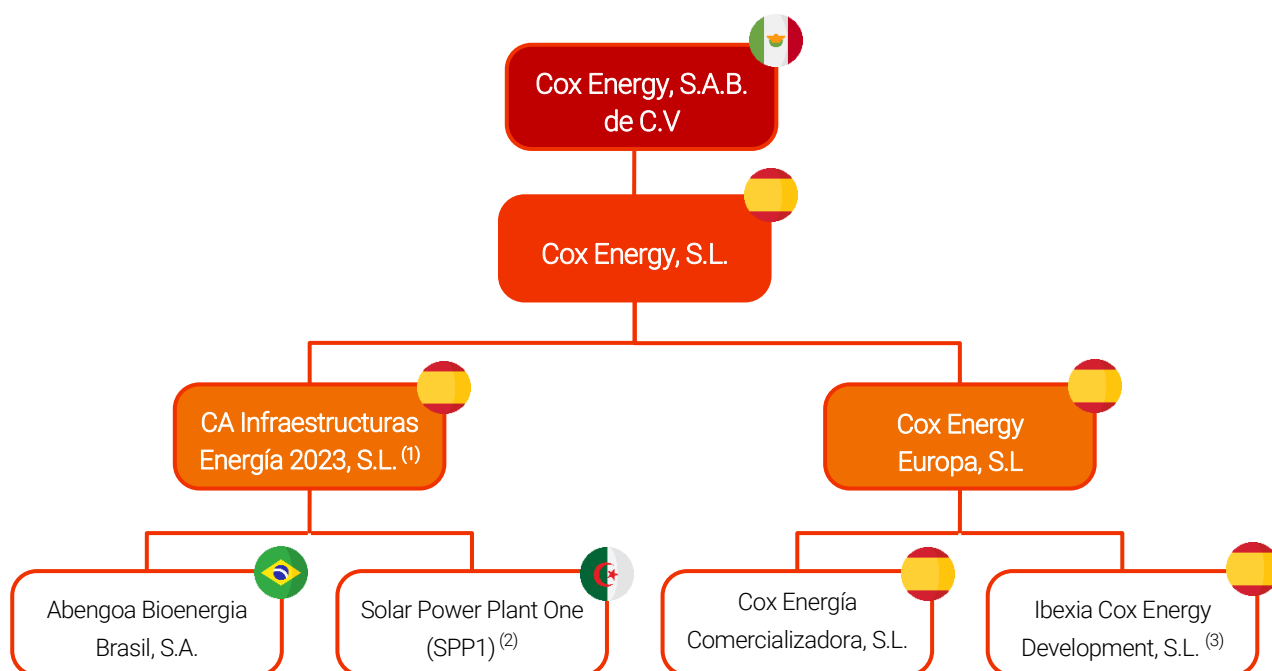 Cox Energy, S.A.B.
de C.V
Cox Energy, S.L.
CA Infraestructuras
Energía 2023, S.L. (1)
Cox Energy
Europa, S.L
Abengoa Bioenergia
Brasil, S.A.
Solar Power Plant One
(SPP1) (2)
Cox Energía
Comercializadora, S.L.
Ibexia Cox Energy
Development, S.L. (3)